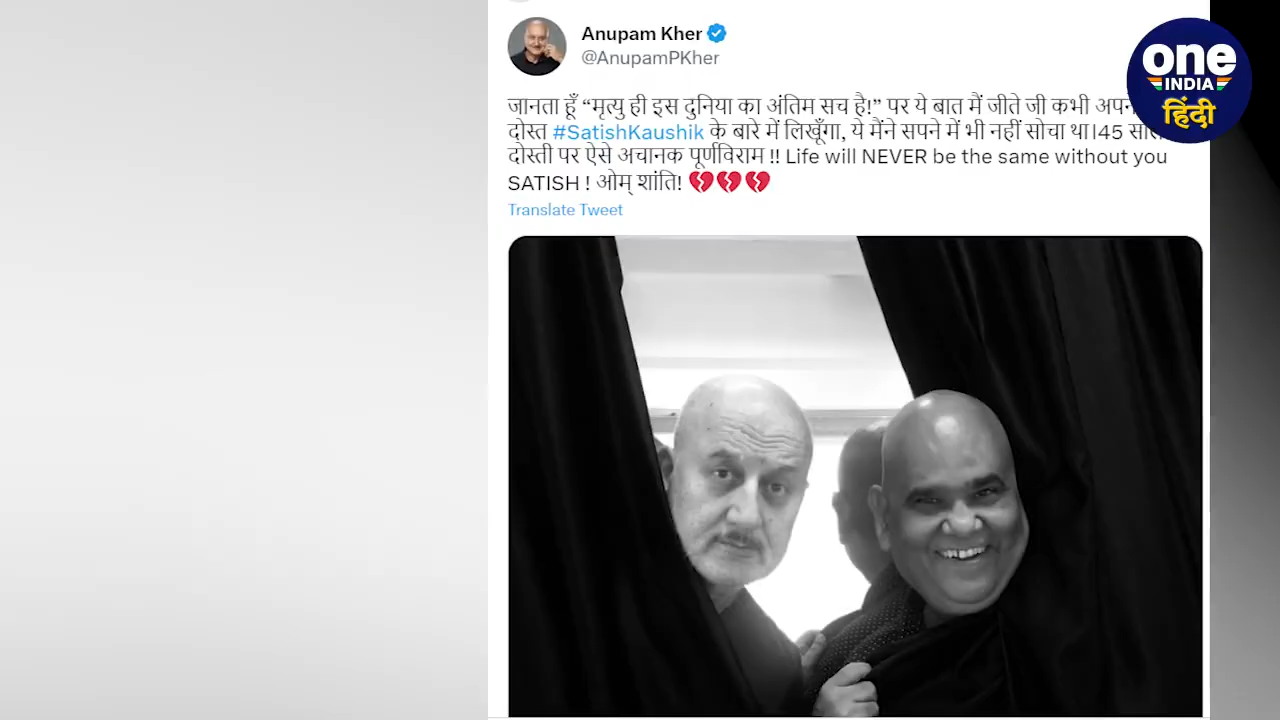 Anupam Kher
@AnupamPKher
one
INDIA
हिंदी
जानता हूँ “मृत्यु ही इस दुनिया का अंतिम सच है!” पर ये बात मैं जीते जी कभी
दोस्त #SatishKaushik के बारे में लिखूँगा, ये मैंने सपने में भी नहीं सोचा था।45
दोस्ती पर ऐसे अचानक पूर्णविराम !! Life will NEVER be the same without you
SATISH ! ओम् शांति! 💔💔💔
Translate Tweet